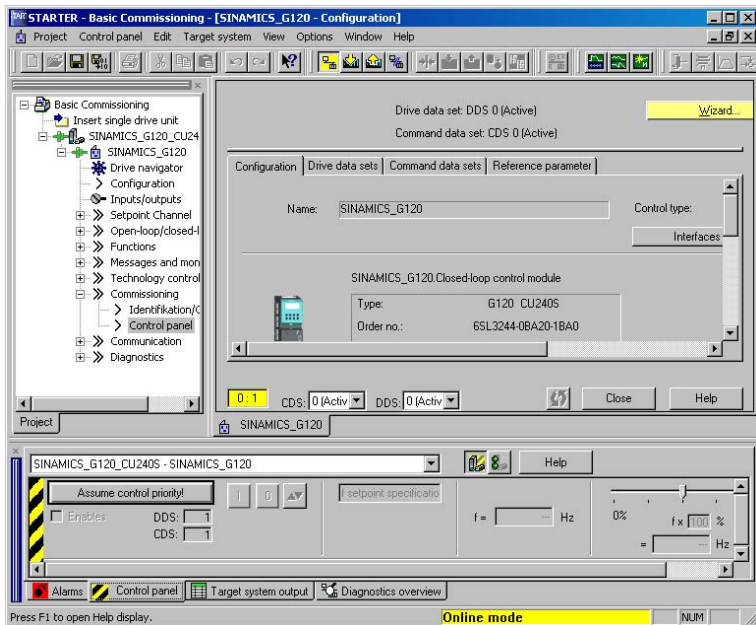 STARTER - Basic Commissioning - [SINAMICS_G120 - Configuration]
Project Control panel Edit Target system View Options Window Help
Basic Commissioning
Insert single drive unit
SINAMICS_G120_CU24
SINAMICS_G120
Drive navigator
Configuration
Inputs/outputs
Setpoint Channel
Open-loop/closed-l
Functions
Messages and mon
Technology control
Commissioning
Identifikation/O
Control panel
Communication
Diagnostics
Project
Drive data set: DDS 0 (Active)
Wizard...
Command data set: CDS 0 (Active)
Configuration Drive data sets Command data sets Reference parameter
Name: SINAMICS_G120 Control type:
Interfaces
SINAMICS_G120.Closed-loop control module
Type: G120 CU240S
Order no.: 6SL3244-0BA20-1BA0
0 : 1 CDS: 0 (Activ DDS: 0 (Activ Close Help
SINAMICS_G120
SINAMICS_G120_CU240S - SINAMICS_G120 Help
Assume control priority! I 0 f setpoint specificatio
Enables DDS: 1
CDS: 1
f = --- Hz
0% f x 100 %
= --- Hz
Alarms Control panel Target system output Diagnostics overview
Press F1 to open Help display. Online mode NUM